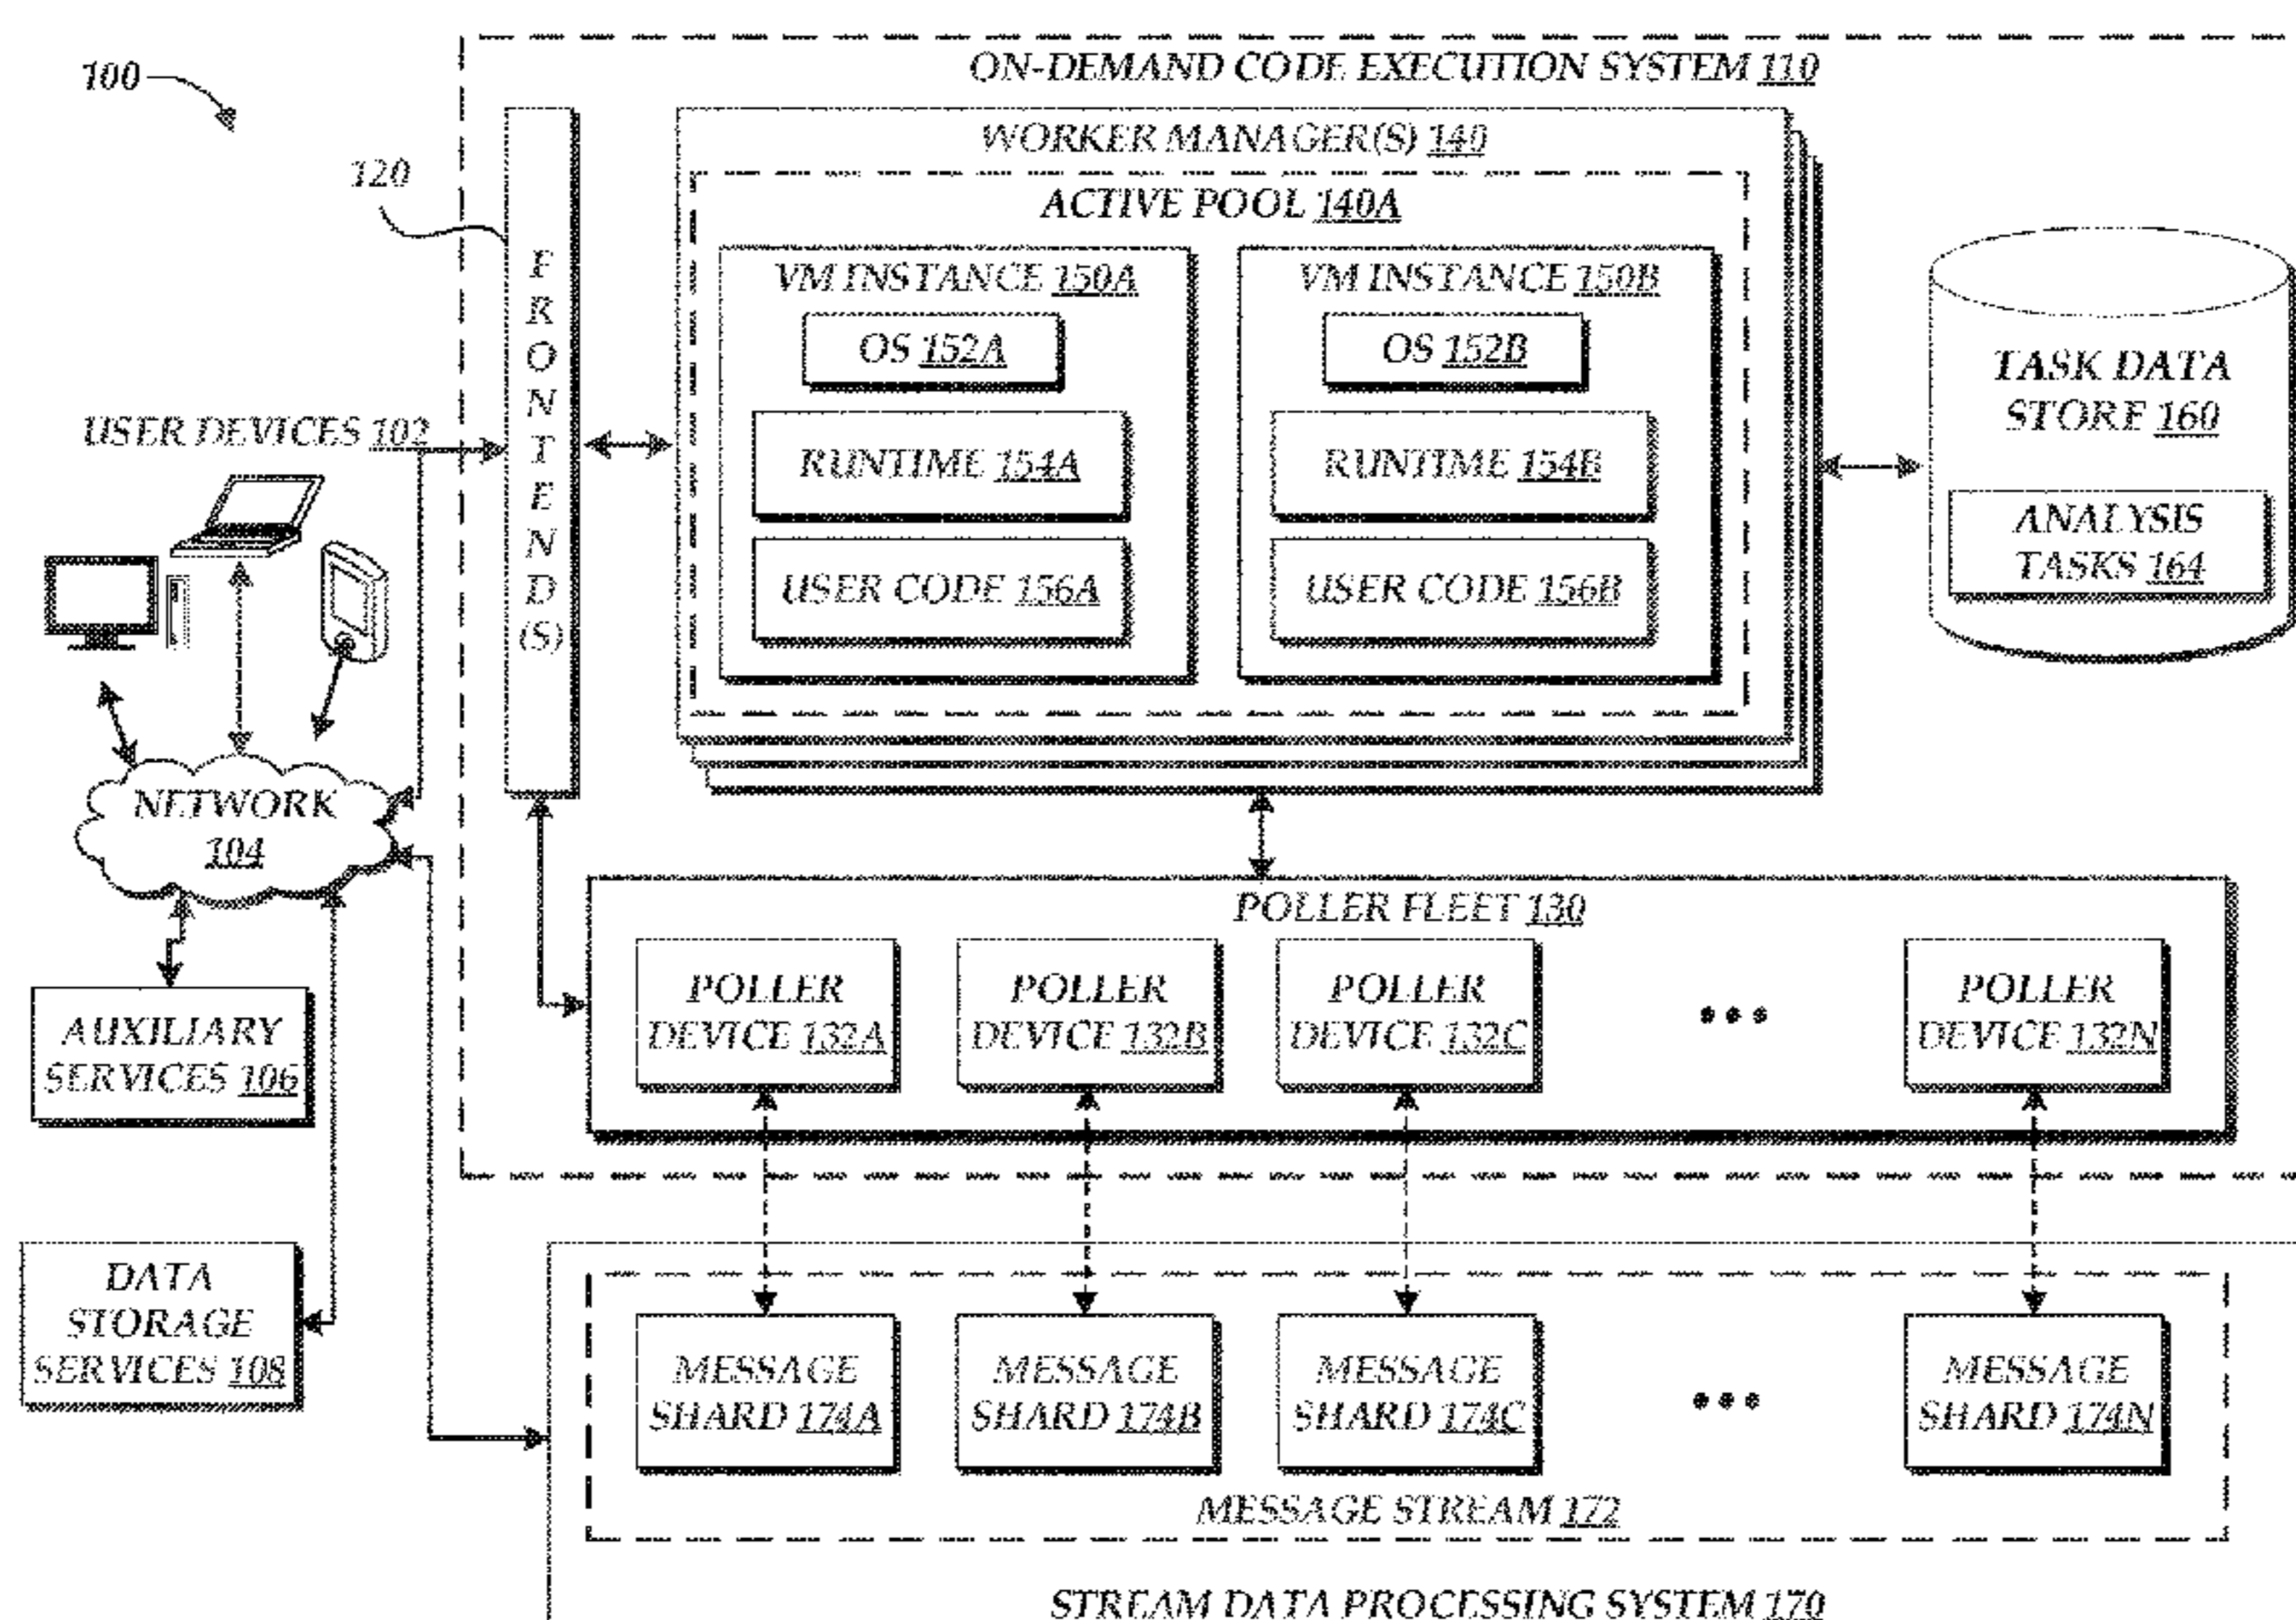 100
ON-DEMAND CODE EXECUTION SYSTEM 110
120
FRONTEND(S)
WORKER MANAGER(S) 140
ACTIVE POOL 140A
VM INSTANCE 150A
OS 152A
RUNTIME 154A
USER CODE 156A
VM INSTANCE 150B
OS 152B
RUNTIME 154B
USER CODE 156B
TASK DATA
STORE 160
ANALYSIS
TASKS 164
USER DEVICES 102
NETWORK
104
AUXILIARY
SERVICES 106
DATA
STORAGE
SERVICES 108
POLLER FLEET 130
POLLER
DEVICE 132A
POLLER
DEVICE 132B
POLLER
DEVICE 132C
•••
POLLER
DEVICE 132N
MESSAGE
SHARD 174A
MESSAGE
SHARD 174B
MESSAGE
SHARD 174C
•••
MESSAGE
SHARD 174N
MESSAGE STREAM 172
STREAM DATA PROCESSING SYSTEM 170